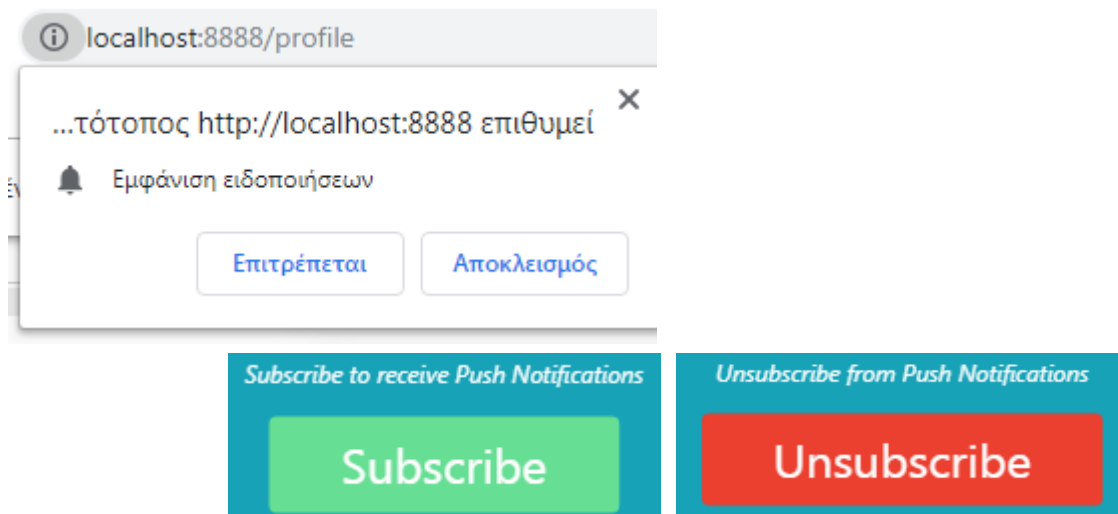 localhost:8888/profile
...τότοπος http://localhost:8888 επιθυμεί
Εμφάνιση ειδοποιήσεων
Επιτρέπεται Αποκλεισμός
Subscribe to receive Push Notifications
Subscribe
Unsubscribe from Push Notifications
Unsubscribe